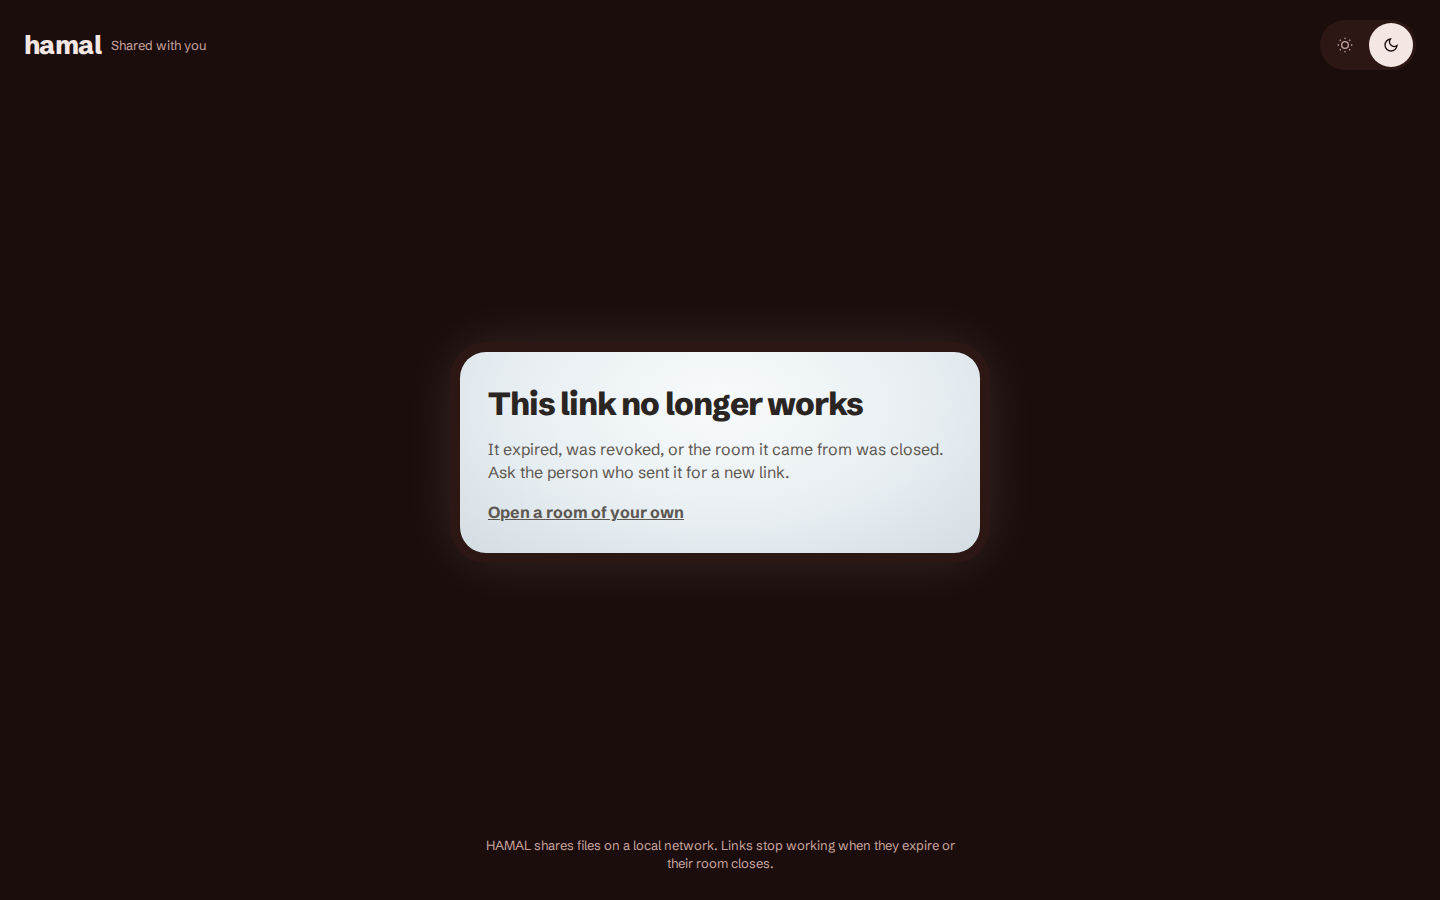 hamal
Shared with you
This link no longer works
It expired, was revoked, or the room it came from was closed.
Ask the person who sent it for a new link.
Open a room of your own
HAMAL shares files on a local network. Links stop working when they expire or
their room closes.